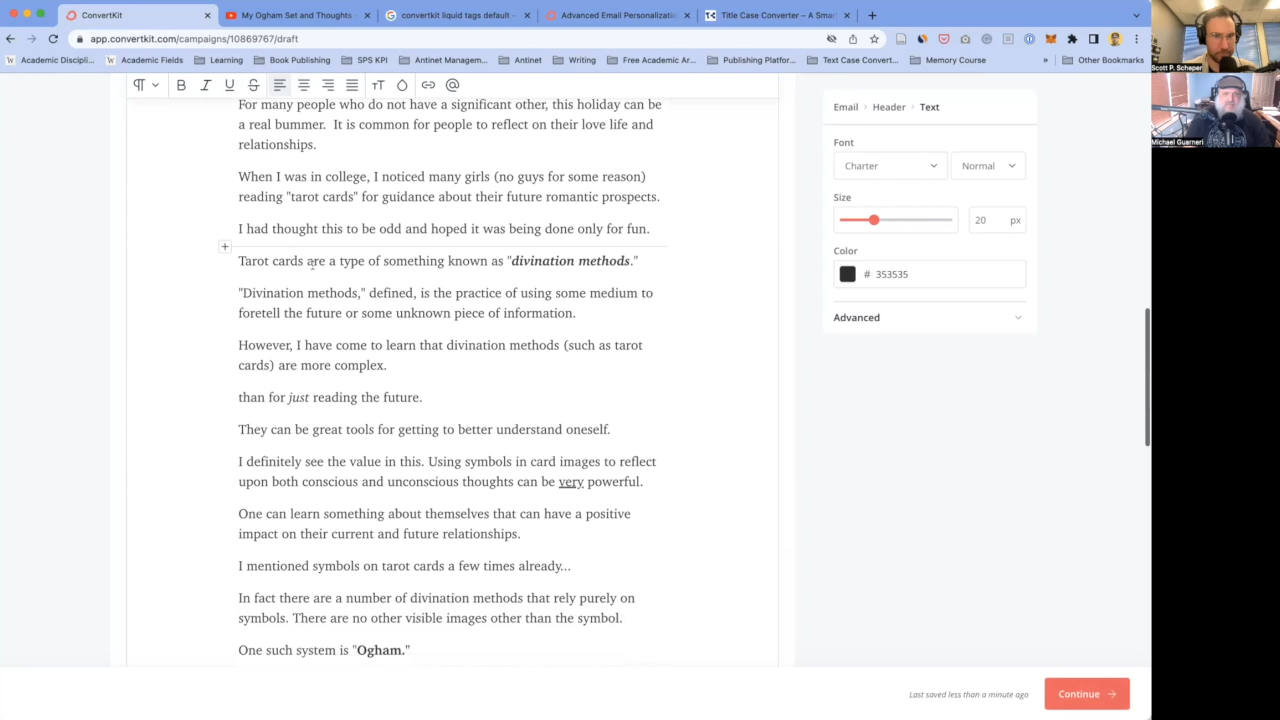 ConvertKit
My Ogham Set and Thoughts -
convertkit liquid tags default -
Advanced Email Personalizatio
Title Case Converter – A Smar
app.convertkit.com/campaigns/10869767/draft
Academic Discipli...
Academic Fields
SPS
Antinet Managem...
Antinet
Writing
Free Academic Ar...
Publishing Platfor...
Text Case Convert...
Memory Course
»
Other Bookmarks
Scott P. Scheper
Michael Guarneri
For many people who do not have a significant other, this holiday can be
a real bummer. It is common for people to reflect on their love life and
relationships.
When I was in college, I noticed many girls (no guys for some reason)
reading "tarot cards" for guidance about their future romantic prospects.
I had thought this to be odd and hoped it was being done only for fun.
Tarot cards are a type of something known as "divination methods."
"Divination methods," defined, is the practice of using some medium to
foretell the future or some unknown piece of information.
However, I have come to learn that divination methods (such as tarot
cards) are more complex.
than for just reading the future.
They can be great tools for getting to better understand oneself.
I definitely see the value in this. Using symbols in card images to reflect
upon both conscious and unconscious thoughts can be very powerful.
One can learn something about themselves that can have a positive
impact on their current and future relationships.
I mentioned symbols on tarot cards a few times already...
In fact there are a number of divination methods that rely purely on
symbols. There are no other visible images other than the symbol.
One such system is "Ogham."
Email > Header > Text
Font
Charter
Normal
Size
20 px
Color
# 353535
Advanced
Last saved less than a minute ago
Continue →